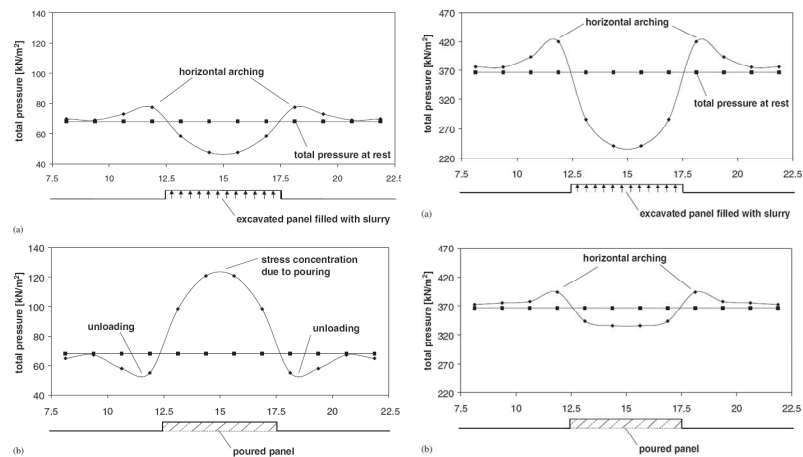 140
120
100
80
60
40
total pressure [kN/m²]
horizontal arching
total pressure at rest
7.5 10 12.5 15 17.5 20 22.5
excavated panel filled with slurry
(a)
140
120
100
80
60
40
total pressure [kN/m²]
stress concentration
due to pouring
unloading
unloading
7.5 10 12.5 15 17.5 20 22.5
poured panel
(b)
470
420
370
320
270
220
total pressure [kN/m²]
horizontal arching
total pressure at rest
7.5 10 12.5 15 17.5 20 22.5
excavated panel filled with slurry
(a)
470
420
370
320
270
220
total pressure [kN/m²]
horizontal arching
7.5 10 12.5 15 17.5 20 22.5
poured panel
(b)